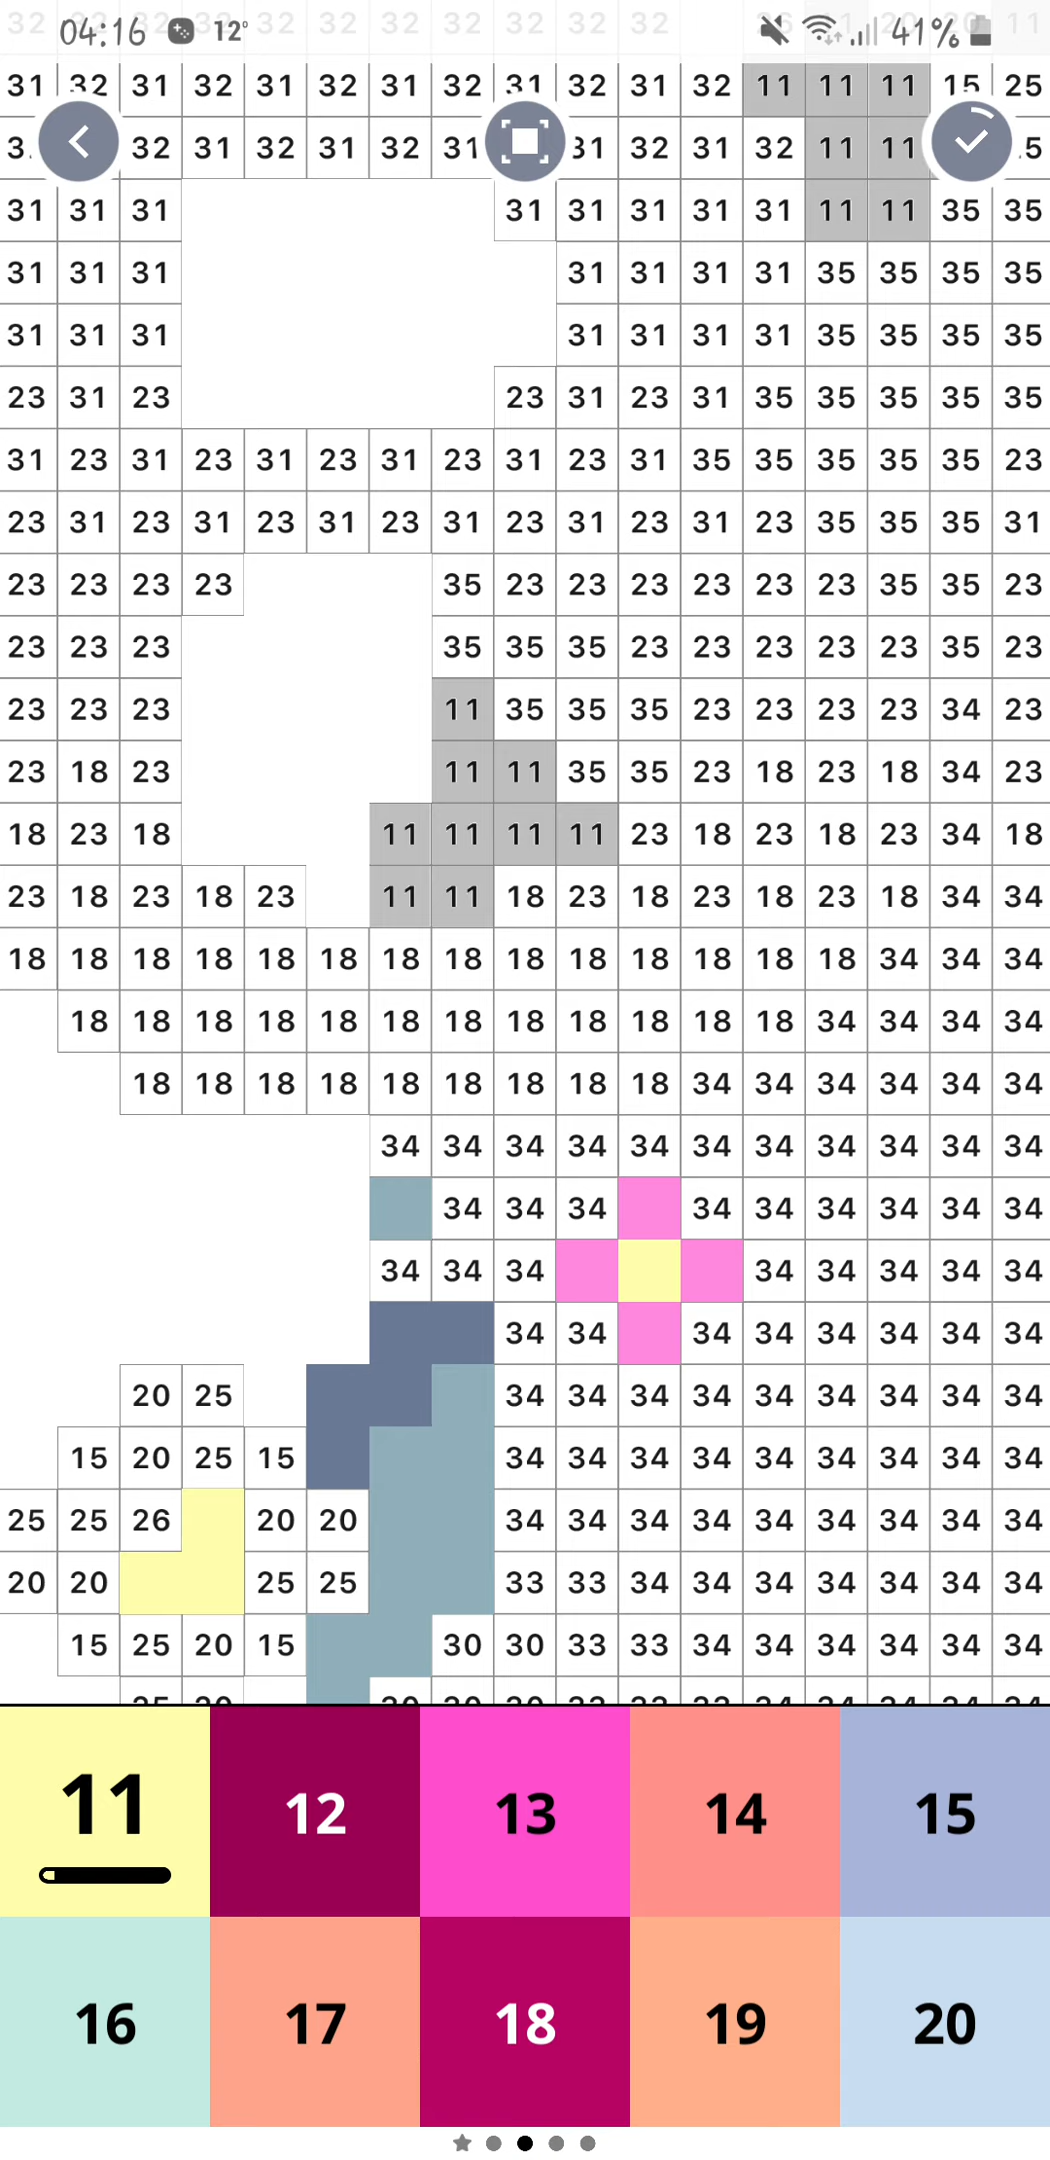 04:16 12° 41%
31 32 31 32 31 32 31 32 31 32 31 32 11 11 11 15 25
32 31 32 31 32 31 31 32 31 32 11 11
31 31 31 31 31 31 31 31 11 11 35 35
31 31 31 31 31 31 31 35 35 35 35
31 31 31 31 31 31 31 35 35 35 35
23 31 23 23 31 23 31 35 35 35 35 35
31 23 31 23 31 23 31 23 31 23 31 35 35 35 35 35 23
23 31 23 31 23 31 23 31 23 31 23 31 23 35 35 35 31
23 23 23 23 35 23 23 23 23 23 23 35 35 23
23 23 23 35 35 35 23 23 23 23 23 35 23
23 23 23 11 35 35 35 23 23 23 23 34 23
23 18 23 11 11 35 35 23 18 23 18 34 23
18 23 18 11 11 11 11 23 18 23 18 23 34 18
23 18 23 18 23 11 11 18 23 18 23 18 23 18 34 34
18 18 18 18 18 18 18 18 18 18 18 18 18 18 34 34 34
18 18 18 18 18 18 18 18 18 18 18 18 34 34 34 34
18 18 18 18 18 18 18 18 18 34 34 34 34 34 34
34 34 34 34 34 34 34 34 34 34 34
34 34 34 34 34 34 34 34 34
34 34 34 34 34 34 34 34
34 34 34 34 34 34 34 34
20 25 34 34 34 34 34 34 34 34 34
15 20 25 15 34 34 34 34 34 34 34 34 34
25 25 26 20 20 34 34 34 34 34 34 34 34 34
20 20 25 25 33 33 34 34 34 34 34 34 34
15 25 20 15 30 30 33 33 34 34 34 34 34 34
11 12 13 14 15
16 17 18 19 20